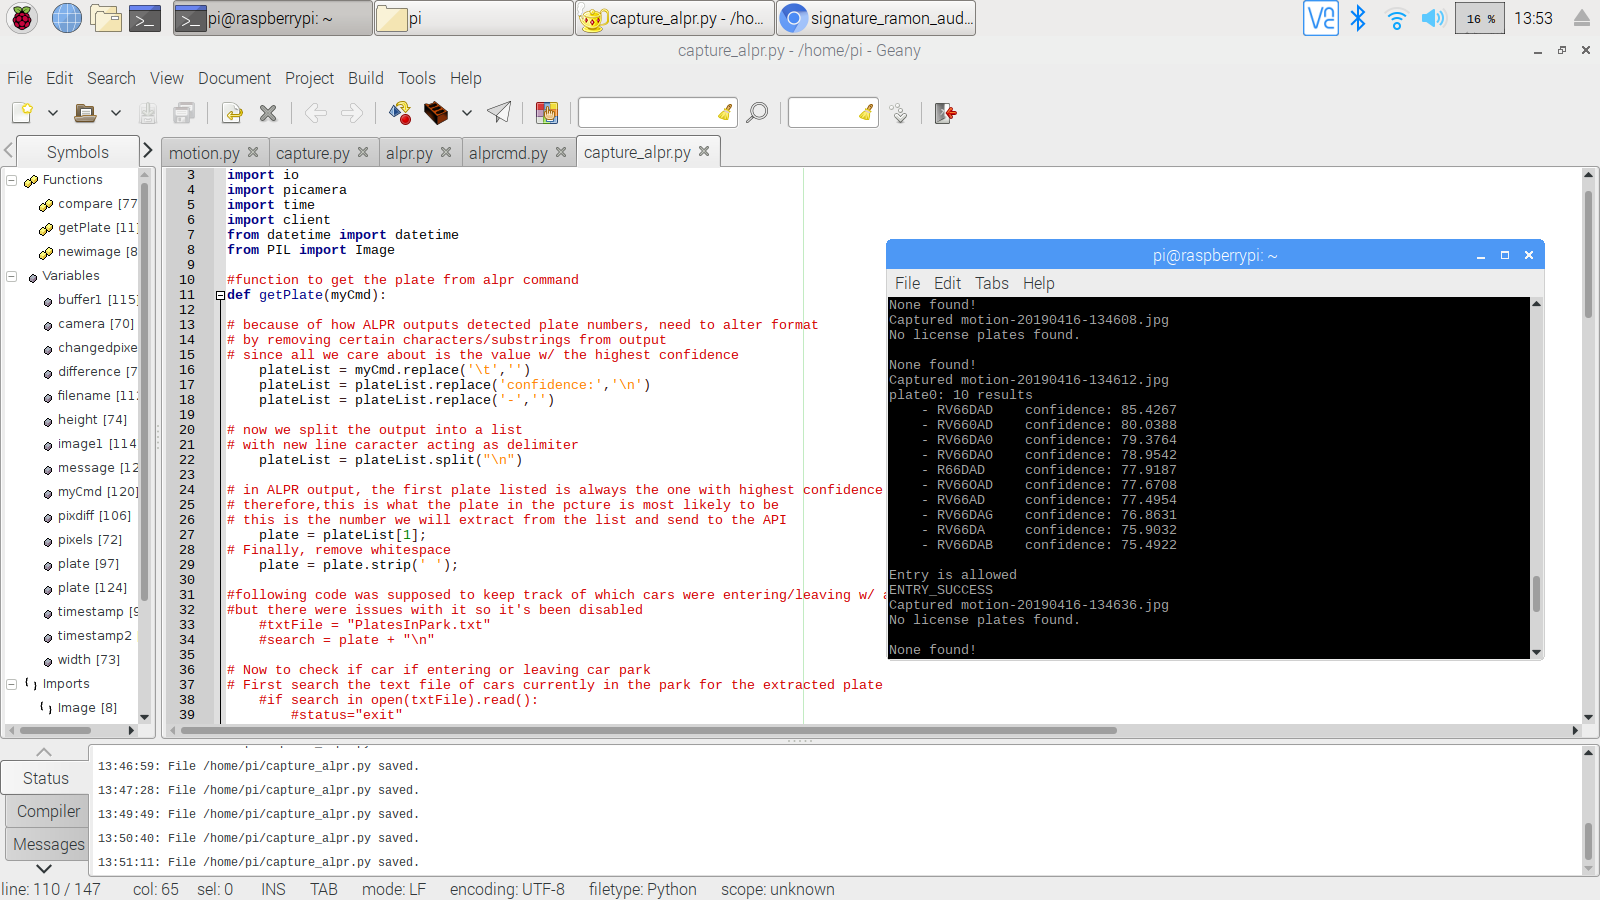 pi@raspberrypi: ~
pi
capture_alpr.py - /ho...
signature_ramon_aud...
16 %
13:53
capture_alpr.py - /home/pi - Geany
File Edit Search View Document Project Build Tools Help
Symbols
motion.py capture.py alpr.py alprcmd.py capture_alpr.py
Functions
compare [77
getPlate [11]
newimage [8
Variables
buffer1 [115]
camera [70]
changedpixe
difference [7
filename [11
height [74]
image1 [114
message [12
myCmd [120]
pixdiff [106]
pixels [72]
plate [97]
plate [124]
timestamp [9
timestamp2
width [73]
Imports
Image [8]
3 import io
4 import picamera
5 import time
6 import client
7 from datetime import datetime
8 from PIL import Image
9
10 #function to get the plate from alpr command
11 def getPlate(myCmd):
12
13 # because of how ALPR outputs detected plate numbers, need to alter format
14 # by removing certain characters/substrings from output
15 # since all we care about is the value w/ the highest confidence
16 plateList = myCmd.replace('\t','')
17 plateList = plateList.replace('confidence:','\n')
18 plateList = plateList.replace('-','')
19
20 # now we split the output into a list
21 # with new line caracter acting as delimiter
22 plateList = plateList.split("\n")
23
24 # in ALPR output, the first plate listed is always the one with highest confidence
25 # therefore,this is what the plate in the pcture is most likely to be
26 # this is the number we will extract from the list and send to the API
27 plate = plateList[1];
28 # Finally, remove whitespace
29 plate = plate.strip(' ');
30
31 #following code was supposed to keep track of which cars were entering/leaving w/ a
32 #but there were issues with it so it's been disabled
33 #txtFile = "PlatesInPark.txt"
34 #search = plate + "\n"
35
36 # Now to check if car if entering or leaving car park
37 # First search the text file of cars currently in the park for the extracted plate
38 #if search in open(txtFile).read():
39 #status="exit"
pi@raspberrypi: ~
File Edit Tabs Help
None found!
Captured motion-20190416-134608.jpg
No license plates found.
None found!
Captured motion-20190416-134612.jpg
plate0: 10 results
- RV66DAD confidence: 85.4267
- RV660AD confidence: 80.0388
- RV66DA0 confidence: 79.3764
- RV66DAO confidence: 78.9542
- R66DAD confidence: 77.9187
- RV66OAD confidence: 77.6708
- RV66AD confidence: 77.4954
- RV66DAG confidence: 76.8631
- RV66DA confidence: 75.9032
- RV66DAB confidence: 75.4922
Entry is allowed
ENTRY_SUCCESS
Captured motion-20190416-134636.jpg
No license plates found.
None found!
Status
Compiler
Messages
13:46:59: File /home/pi/capture_alpr.py saved.
13:47:28: File /home/pi/capture_alpr.py saved.
13:49:49: File /home/pi/capture_alpr.py saved.
13:50:40: File /home/pi/capture_alpr.py saved.
13:51:11: File /home/pi/capture_alpr.py saved.
line: 110 / 147 col: 65 sel: 0 INS TAB mode: LF encoding: UTF-8 filetype: Python scope: unknown